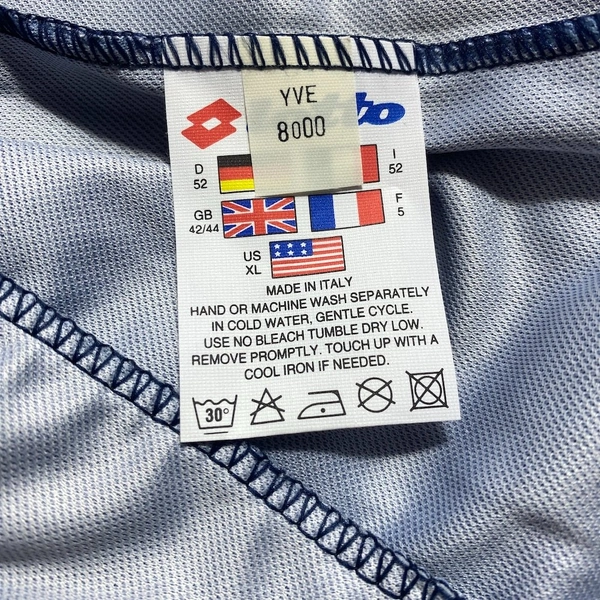 YVE
8000
D
52
I
52
GB
42/44
F
5
US
XL
MADE IN ITALY
HAND OR MACHINE WASH SEPARATELY
IN COLD WATER, GENTLE CYCLE.
USE NO BLEACH TUMBLE DRY LOW.
REMOVE PROMPTLY. TOUCH UP WITH A
COOL IRON IF NEEDED.
30°